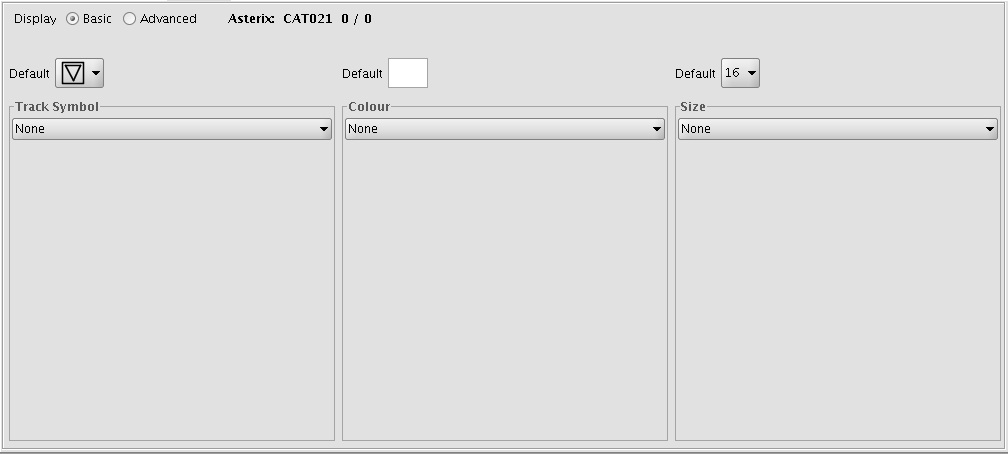 Display Basic Advanced Asterix: CAT021 0 / 0
Default Default Default 16
Track Symbol Colour Size
None None None